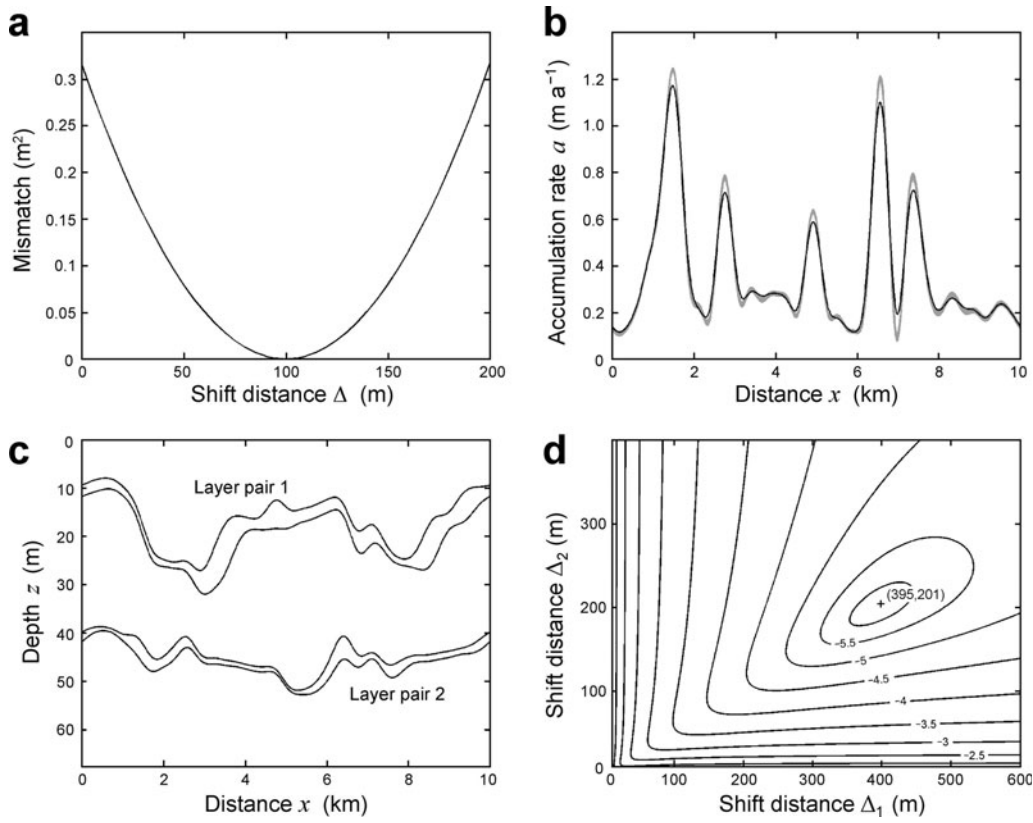 a
Mismatch (m²)
0.3
0.25
0.2
0.15
0.1
0.05
0
0 50 100 150 200
Shift distance Δ (m)
b
Accumulation rate a (m a⁻¹)
1.2
1.0
0.8
0.6
0.4
0.2
0
0 2 4 6 8 10
Distance x (km)
c
Depth z (m)
0
10
20
30
40
50
60
Layer pair 1
Layer pair 2
0 2 4 6 8 10
Distance x (km)
d
Shift distance Δ₂ (m)
300
200
100
0
(395,201)
−5.5
−5
−4.5
−4
−3.5
−3
−2.5
0 100 200 300 400 500 600
Shift distance Δ₁ (m)